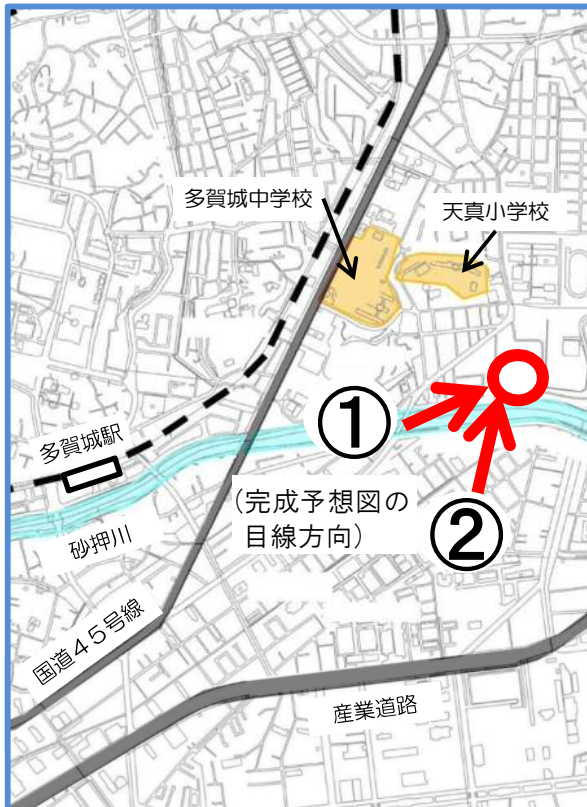 多賀城中学校
天真小学校
①
多賀城駅
(完成予想図の
目線方向)
②
砂押川
国道45号線
産業道路